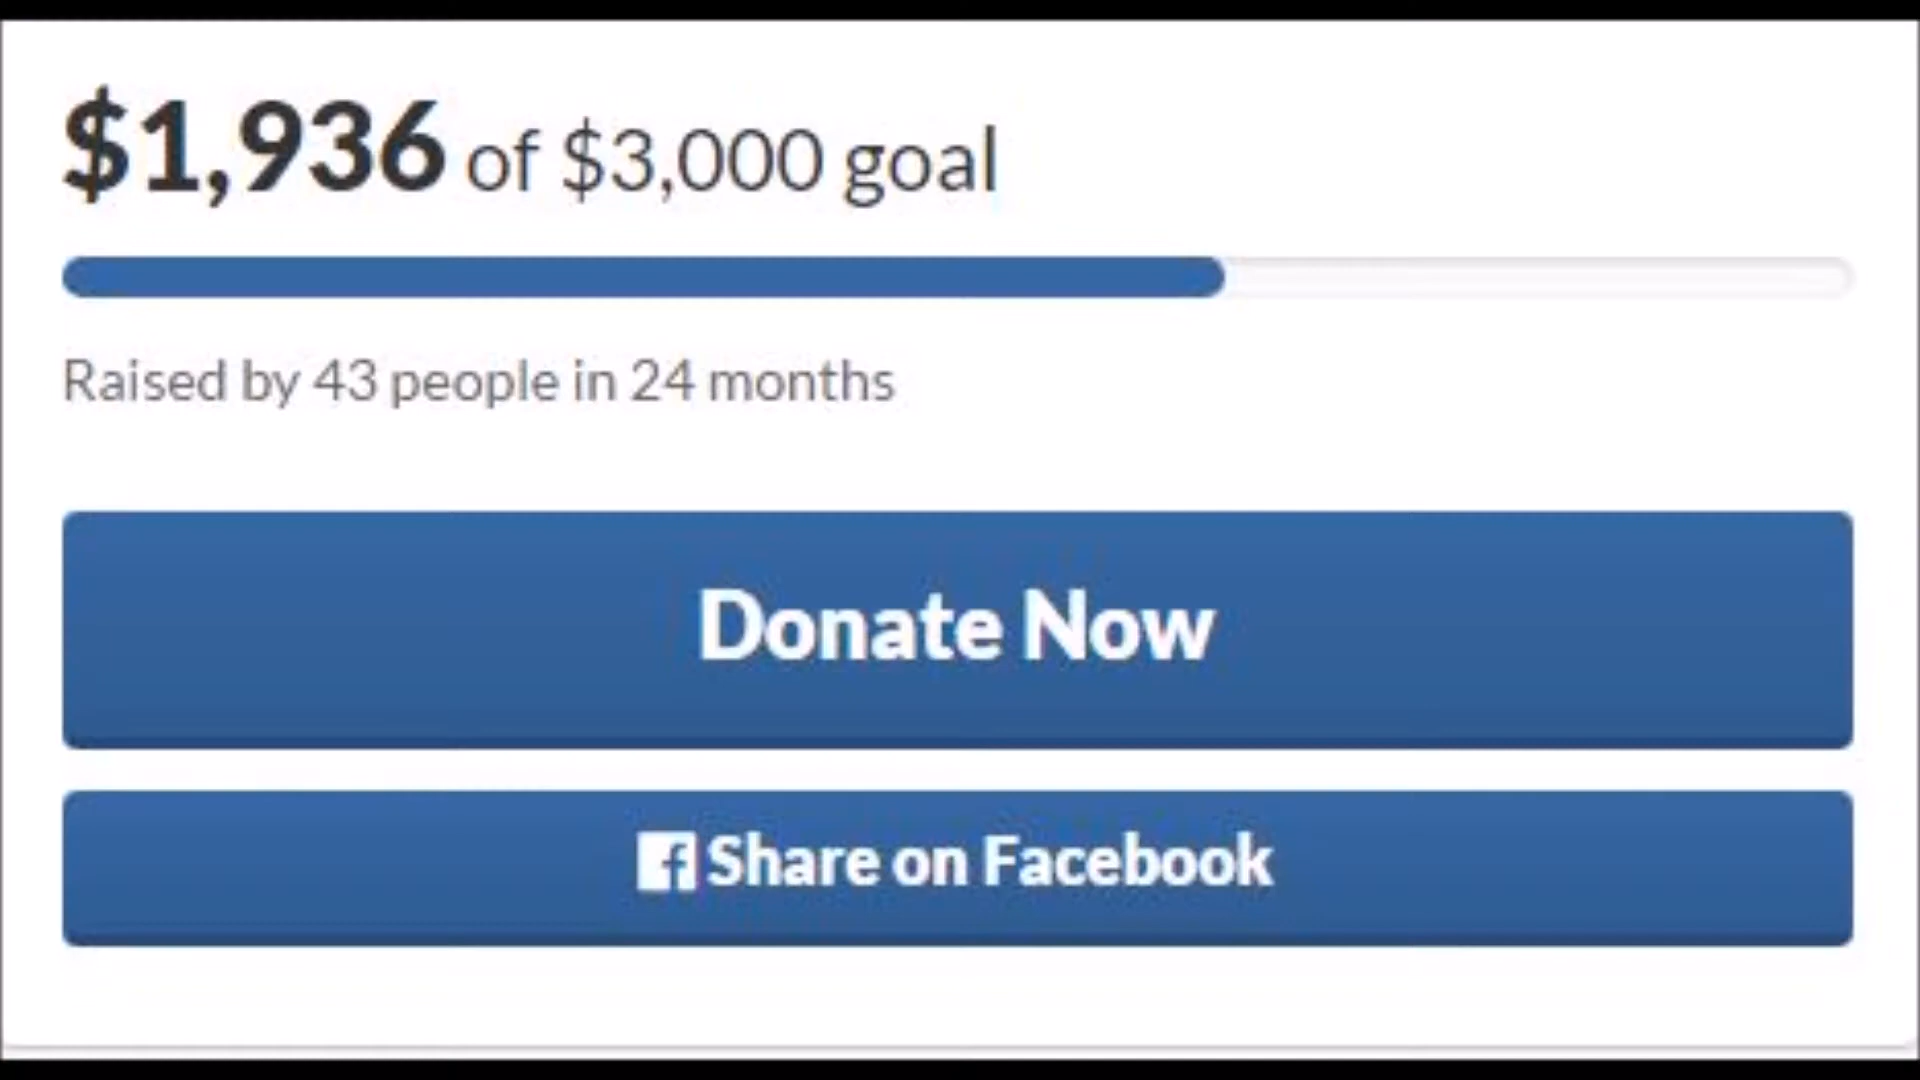 $1,936 of $3,000 goal
Raised by 43 people in 24 months
Donate Now
Share on Facebook